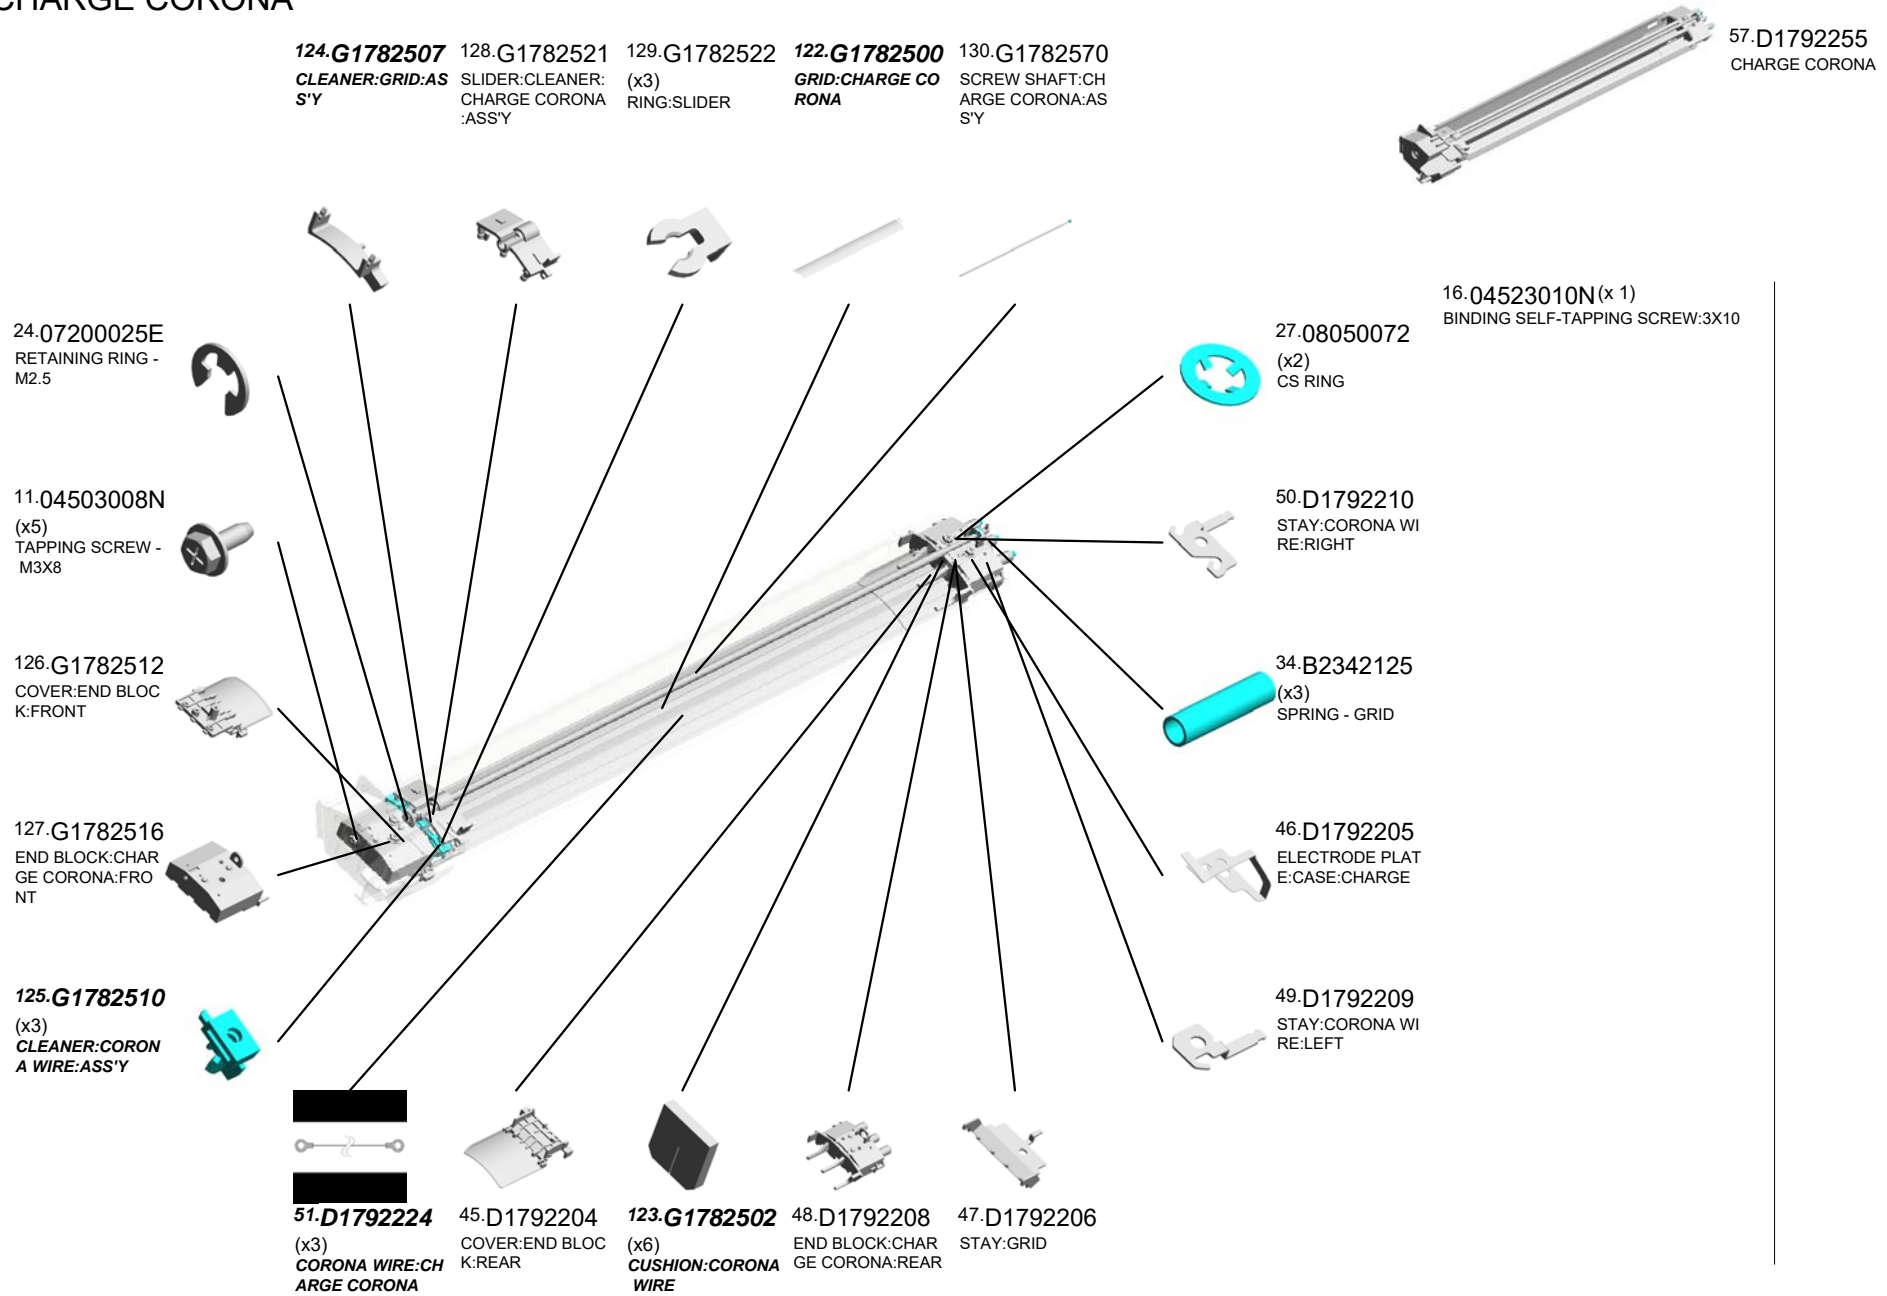 CHARGE CORONA
124.G1782507
CLEANER:GRID:AS
S'Y
128.G1782521
SLIDER:CLEANER:
CHARGE CORONA
:ASS'Y
129.G1782522
(x3)
RING:SLIDER
122.G1782500
GRID:CHARGE CO
RONA
130.G1782570
SCREW SHAFT:CH
ARGE CORONA:AS
S'Y
57.D1792255
CHARGE CORONA
16.04523010N(x 1)
BINDING SELF-TAPPING SCREW:3X10
24.07200025E
RETAINING RING -
M2.5
11.04503008N
(x5)
TAPPING SCREW -
M3X8
126.G1782512
COVER:END BLOC
K:FRONT
127.G1782516
END BLOCK:CHAR
GE CORONA:FRO
NT
125.G1782510
(x3)
CLEANER:CORON
A WIRE:ASS'Y
27.08050072
(x2)
CS RING
50.D1792210
STAY:CORONA WI
RE:RIGHT
34.B2342125
(x3)
SPRING - GRID
46.D1792205
ELECTRODE PLAT
E:CASE:CHARGE
49.D1792209
STAY:CORONA WI
RE:LEFT
51.D1792224
(x3)
CORONA WIRE:CH
ARGE CORONA
45.D1792204
COVER:END BLOC
K:REAR
123.G1782502
(x6)
CUSHION:CORONA
WIRE
48.D1792208
END BLOCK:CHAR
GE CORONA:REAR
47.D1792206
STAY:GRID